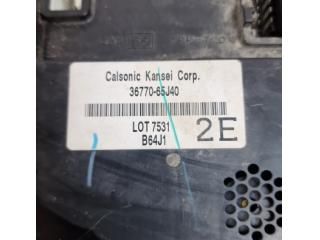 Calsonic Kansei Corp.
36770-65J40
LOT 7531 2E
B64J1